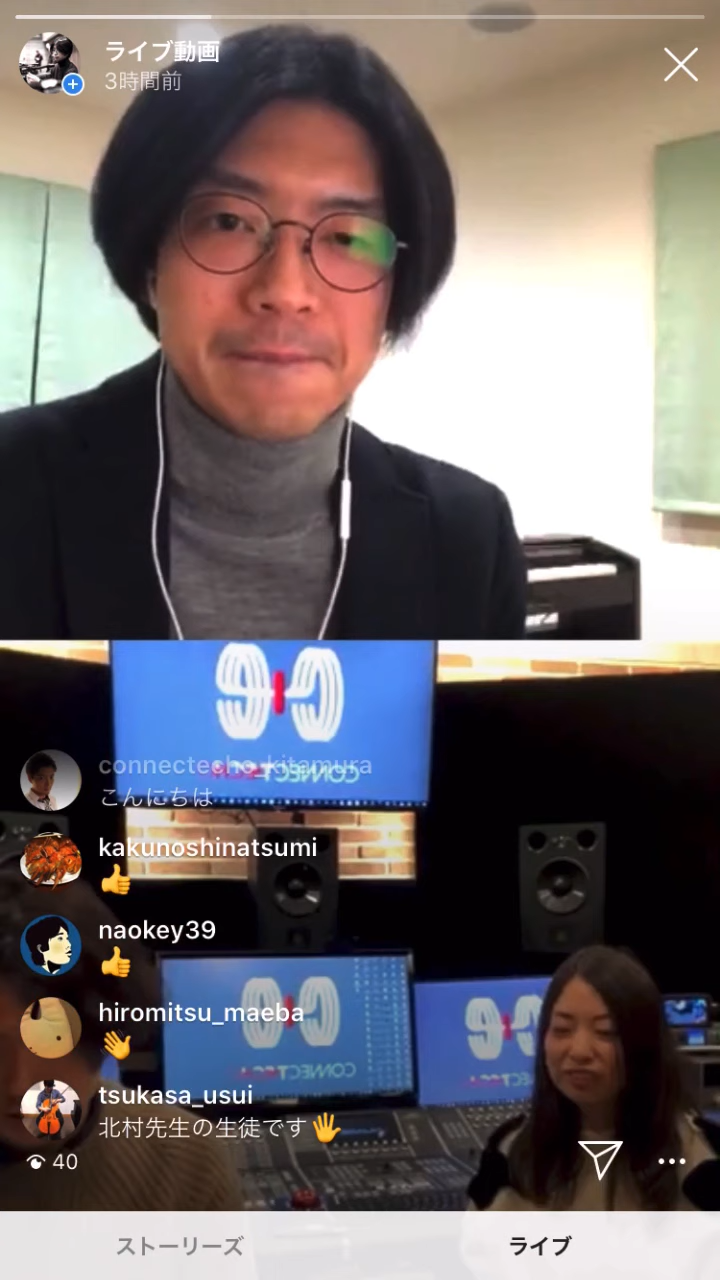 ライブ動画
3時間前
connectecho_kitamura
こんにちは
kakunoshinatsumi
👍
naokey39
👍
hiromitsu_maeba
👋
tsukasa_usui
北村先生の生徒です🖐
40
ストーリーズ
ライブ